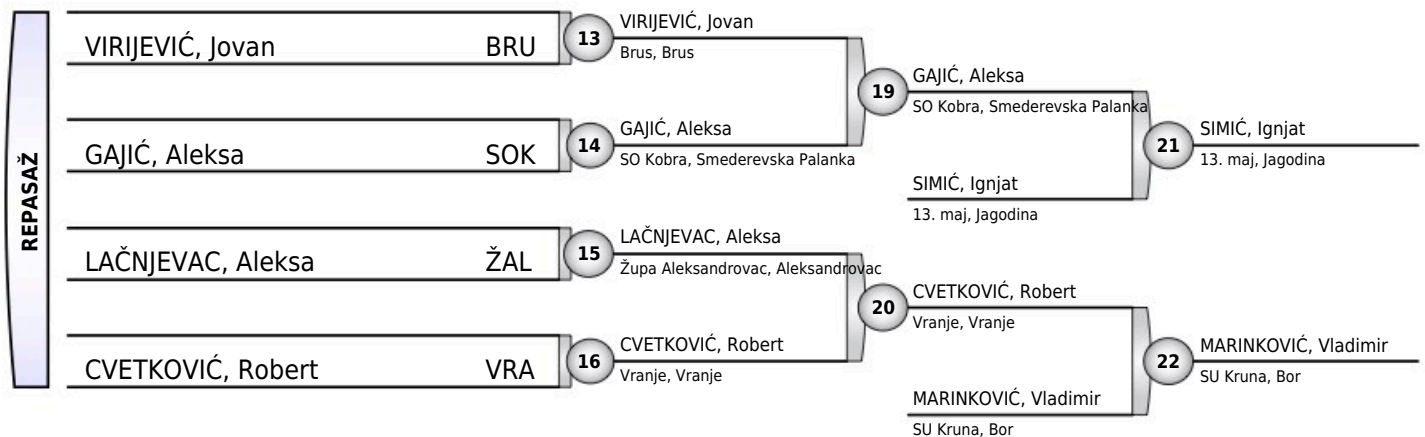 REPASAŽ
VIRIJEVIĆ, Jovan BRU
GAJIĆ, Aleksa SOK
LAČNJEVAC, Aleksa ŽAL
CVETKOVIĆ, Robert VRA
13
VIRIJEVIĆ, Jovan
Brus, Brus
14
GAJIĆ, Aleksa
SO Kobra, Smederevska Palanka
15
LAČNJEVAC, Aleksa
Župa Aleksandrovac, Aleksandrovac
16
CVETKOVIĆ, Robert
Vranje, Vranje
19
GAJIĆ, Aleksa
SO Kobra, Smederevska Palanka
SIMIĆ, Ignjat
13. maj, Jagodina
20
CVETKOVIĆ, Robert
Vranje, Vranje
MARINKOVIĆ, Vladimir
SU Kruna, Bor
21
SIMIĆ, Ignjat
13. maj, Jagodina
22
MARINKOVIĆ, Vladimir
SU Kruna, Bor